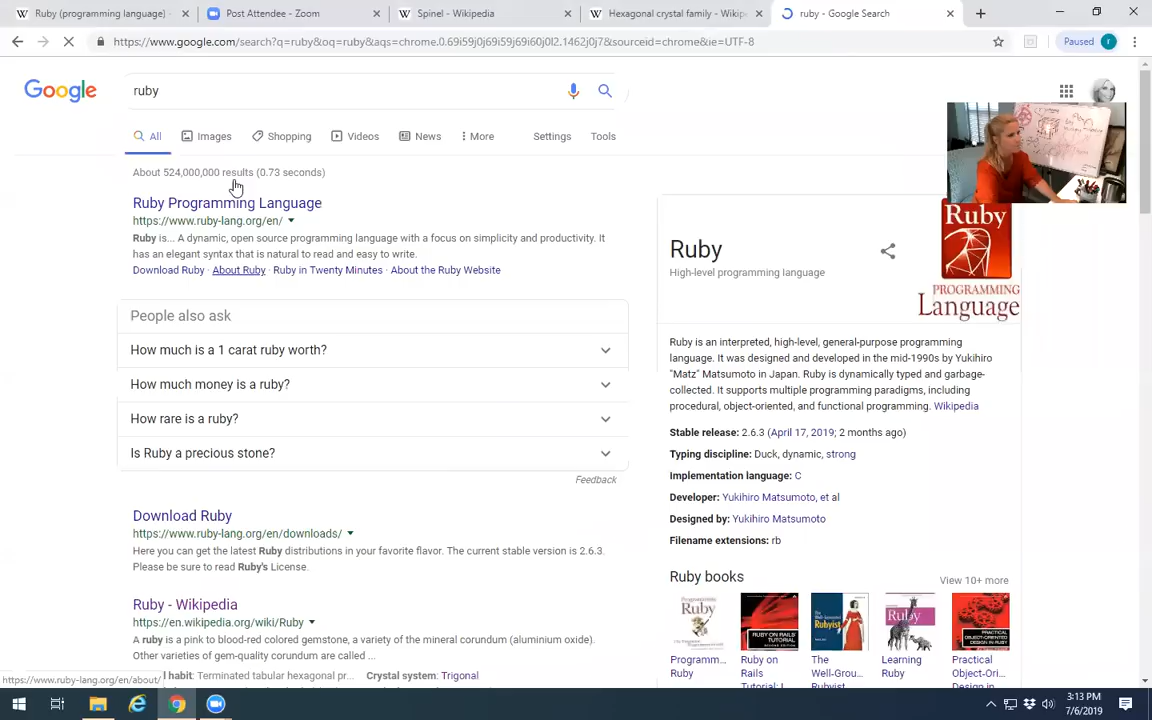 Ruby (programming language) -
Post Attendee - Zoom
Spinel - Wikipedia
Hexagonal crystal family - Wikip
ruby - Google Search
https://www.google.com/search?q=ruby&oq=ruby&aqs=chrome.0.69i59j0j69i59j69i60j0l2.1462j0j7&sourceid=chrome&ie=UTF-8
Paused
r
Google
ruby
All
Images
Shopping
Videos
News
More
Settings
Tools
About 524,000,000 results (0.73 seconds)
Ruby Programming Language
https://www.ruby-lang.org/en/
Ruby is... A dynamic, open source programming language with a focus on simplicity and productivity. It
has an elegant syntax that is natural to read and easy to write.
Download Ruby · About Ruby · Ruby in Twenty Minutes · About the Ruby Website
People also ask
How much is a 1 carat ruby worth?
How much money is a ruby?
How rare is a ruby?
Is Ruby a precious stone?
Feedback
Download Ruby
https://www.ruby-lang.org/en/downloads/
Here you can get the latest Ruby distributions in your favorite flavor. The current stable version is 2.6.3.
Please be sure to read Ruby's License.
Ruby - Wikipedia
https://en.wikipedia.org/wiki/Ruby
A ruby is a pink to blood-red colored gemstone, a variety of the mineral corundum (aluminium oxide).
Other varieties of gem-quality corundum are called ...
l habit: Terminated tabular hexagonal pr... Crystal system: Trigonal
https://www.ruby-lang.org/en/about/
Ruby
High-level programming language
Ruby
PROGRAMMING
Language
Ruby is an interpreted, high-level, general-purpose programming
language. It was designed and developed in the mid-1990s by Yukihiro
"Matz" Matsumoto in Japan. Ruby is dynamically typed and garbage-
collected. It supports multiple programming paradigms, including
procedural, object-oriented, and functional programming. Wikipedia
Stable release: 2.6.3 (April 17, 2019; 2 months ago)
Typing discipline: Duck, dynamic, strong
Implementation language: C
Developer: Yukihiro Matsumoto, et al
Designed by: Yukihiro Matsumoto
Filename extensions: rb
Ruby books
View 10+ more
Programm...
Ruby
Ruby on
Rails
Tutorial: L
The
Well-Grou...
Rubyist
Learning
Ruby
Practical
Object-Ori...
Design in
3:13 PM
7/6/2019